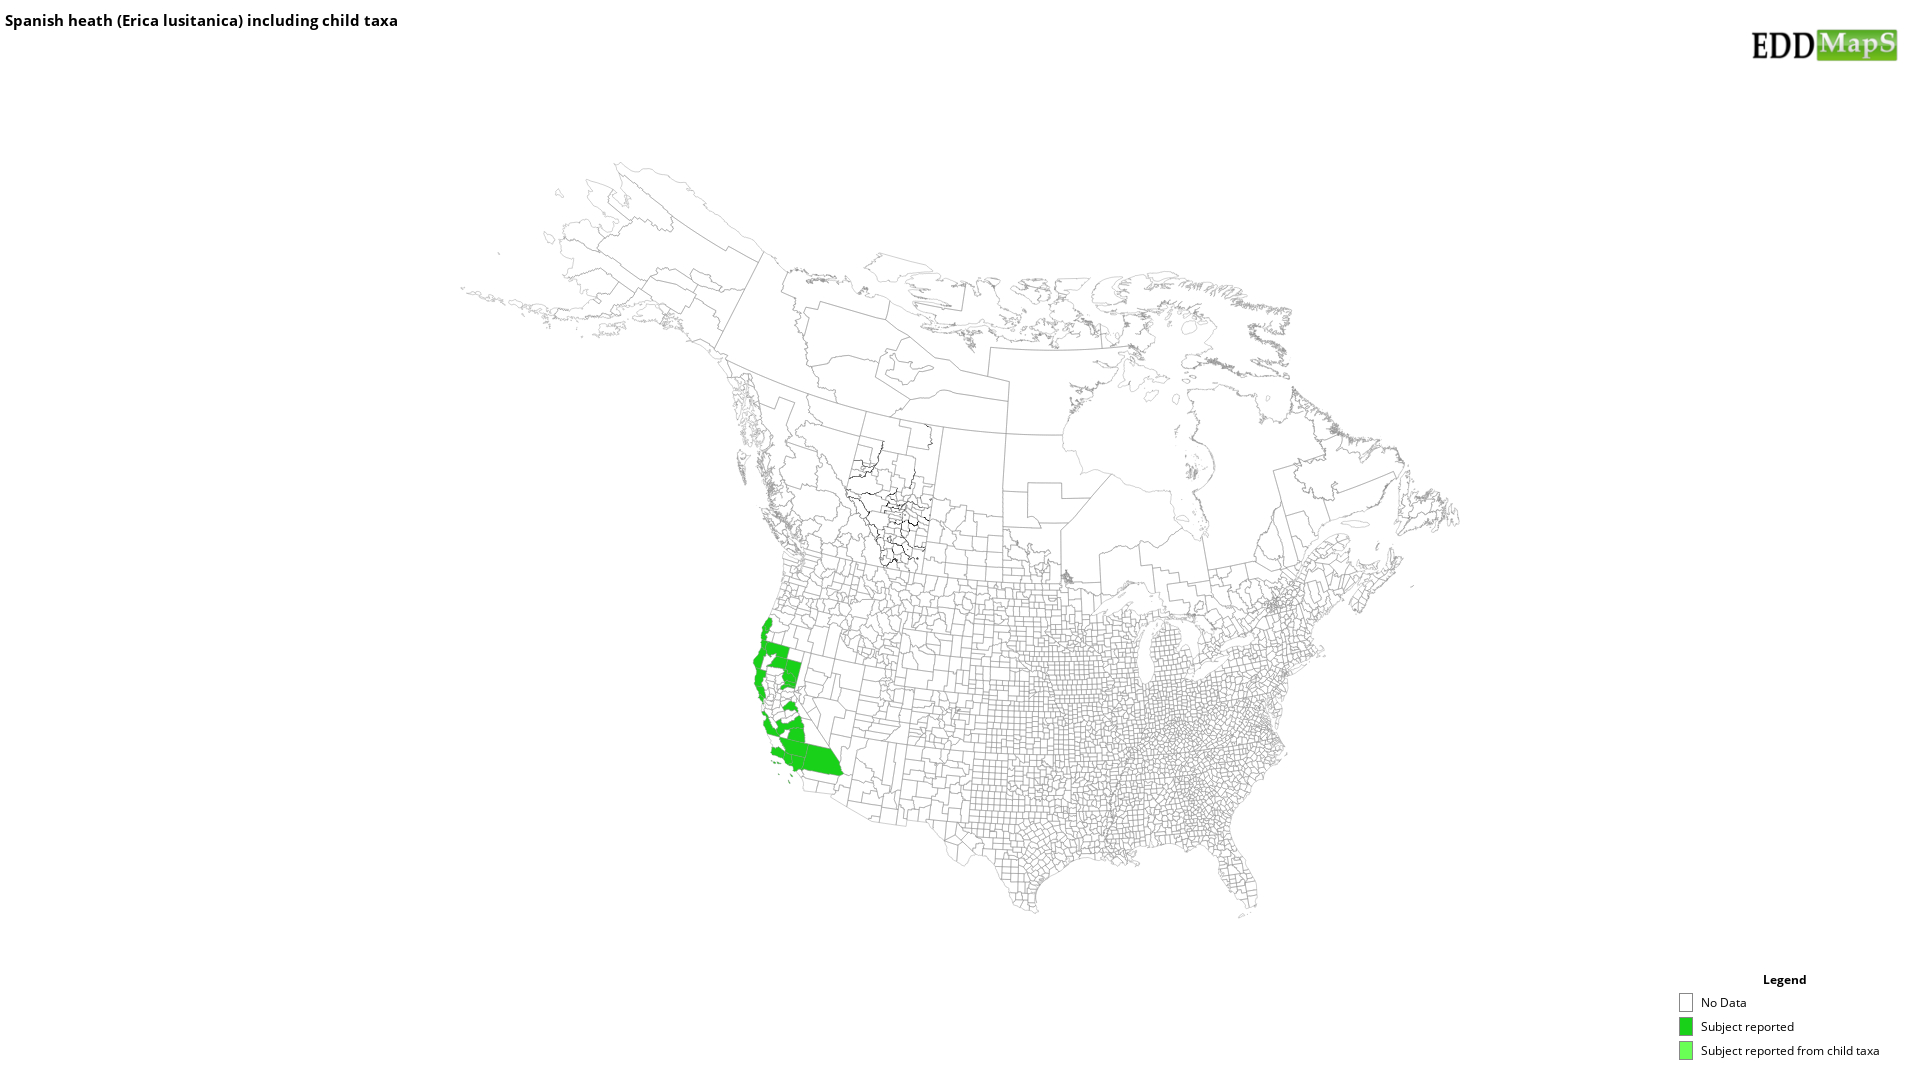 Spanish heath (Erica lusitanica) including child taxa
EDDMapS
Legend
No Data
Subject reported
Subject reported from child taxa